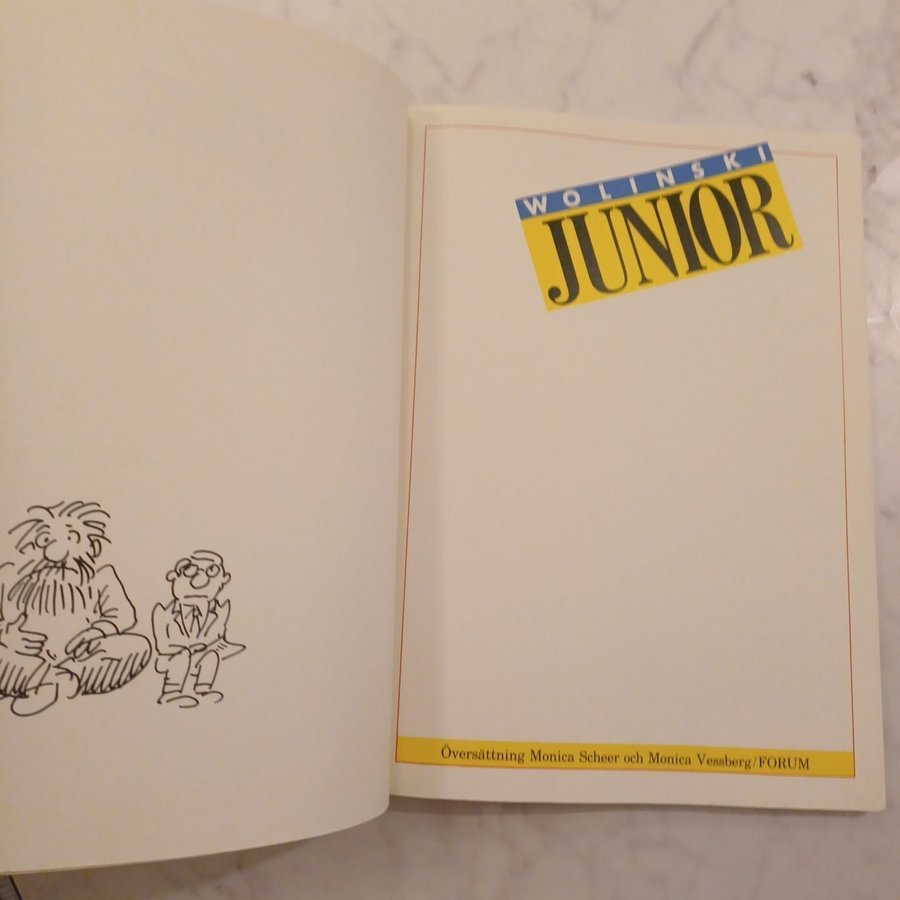 WOLINSKI
JUNIOR
Översättning Monica Scheer och Monica Vessberg/FORUM